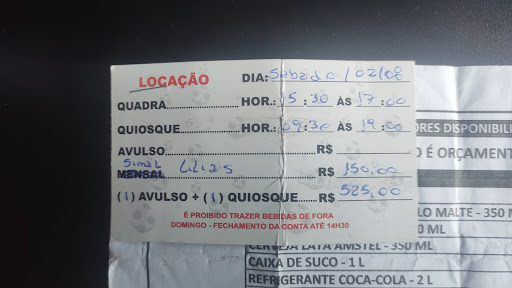 LOCAÇÃO DIA: Sabado / 02/08
QUADRA HOR.: 15:30 ÀS 17:00
QUIOSQUE HOR.: 09:30 ÀS 19:00
AVULSO R$
Sinal
MENSAL R$ 150,00
(1) AVULSO + (1) QUIOSQUE R$ 525,00
É PROIBIDO TRAZER BEBIDAS DE FORA
DOMINGO - FECHAMENTO DA CONTA ATÉ 14H30
ORES DISPONIBILI
O É ORÇAMENT
LO MALTE - 350 M
0 ML
CERVEJA LATA AMSTEL - 350 ML
CAIXA DE SUCO - 1 L
REFRIGERANTE COCA-COLA - 2 L